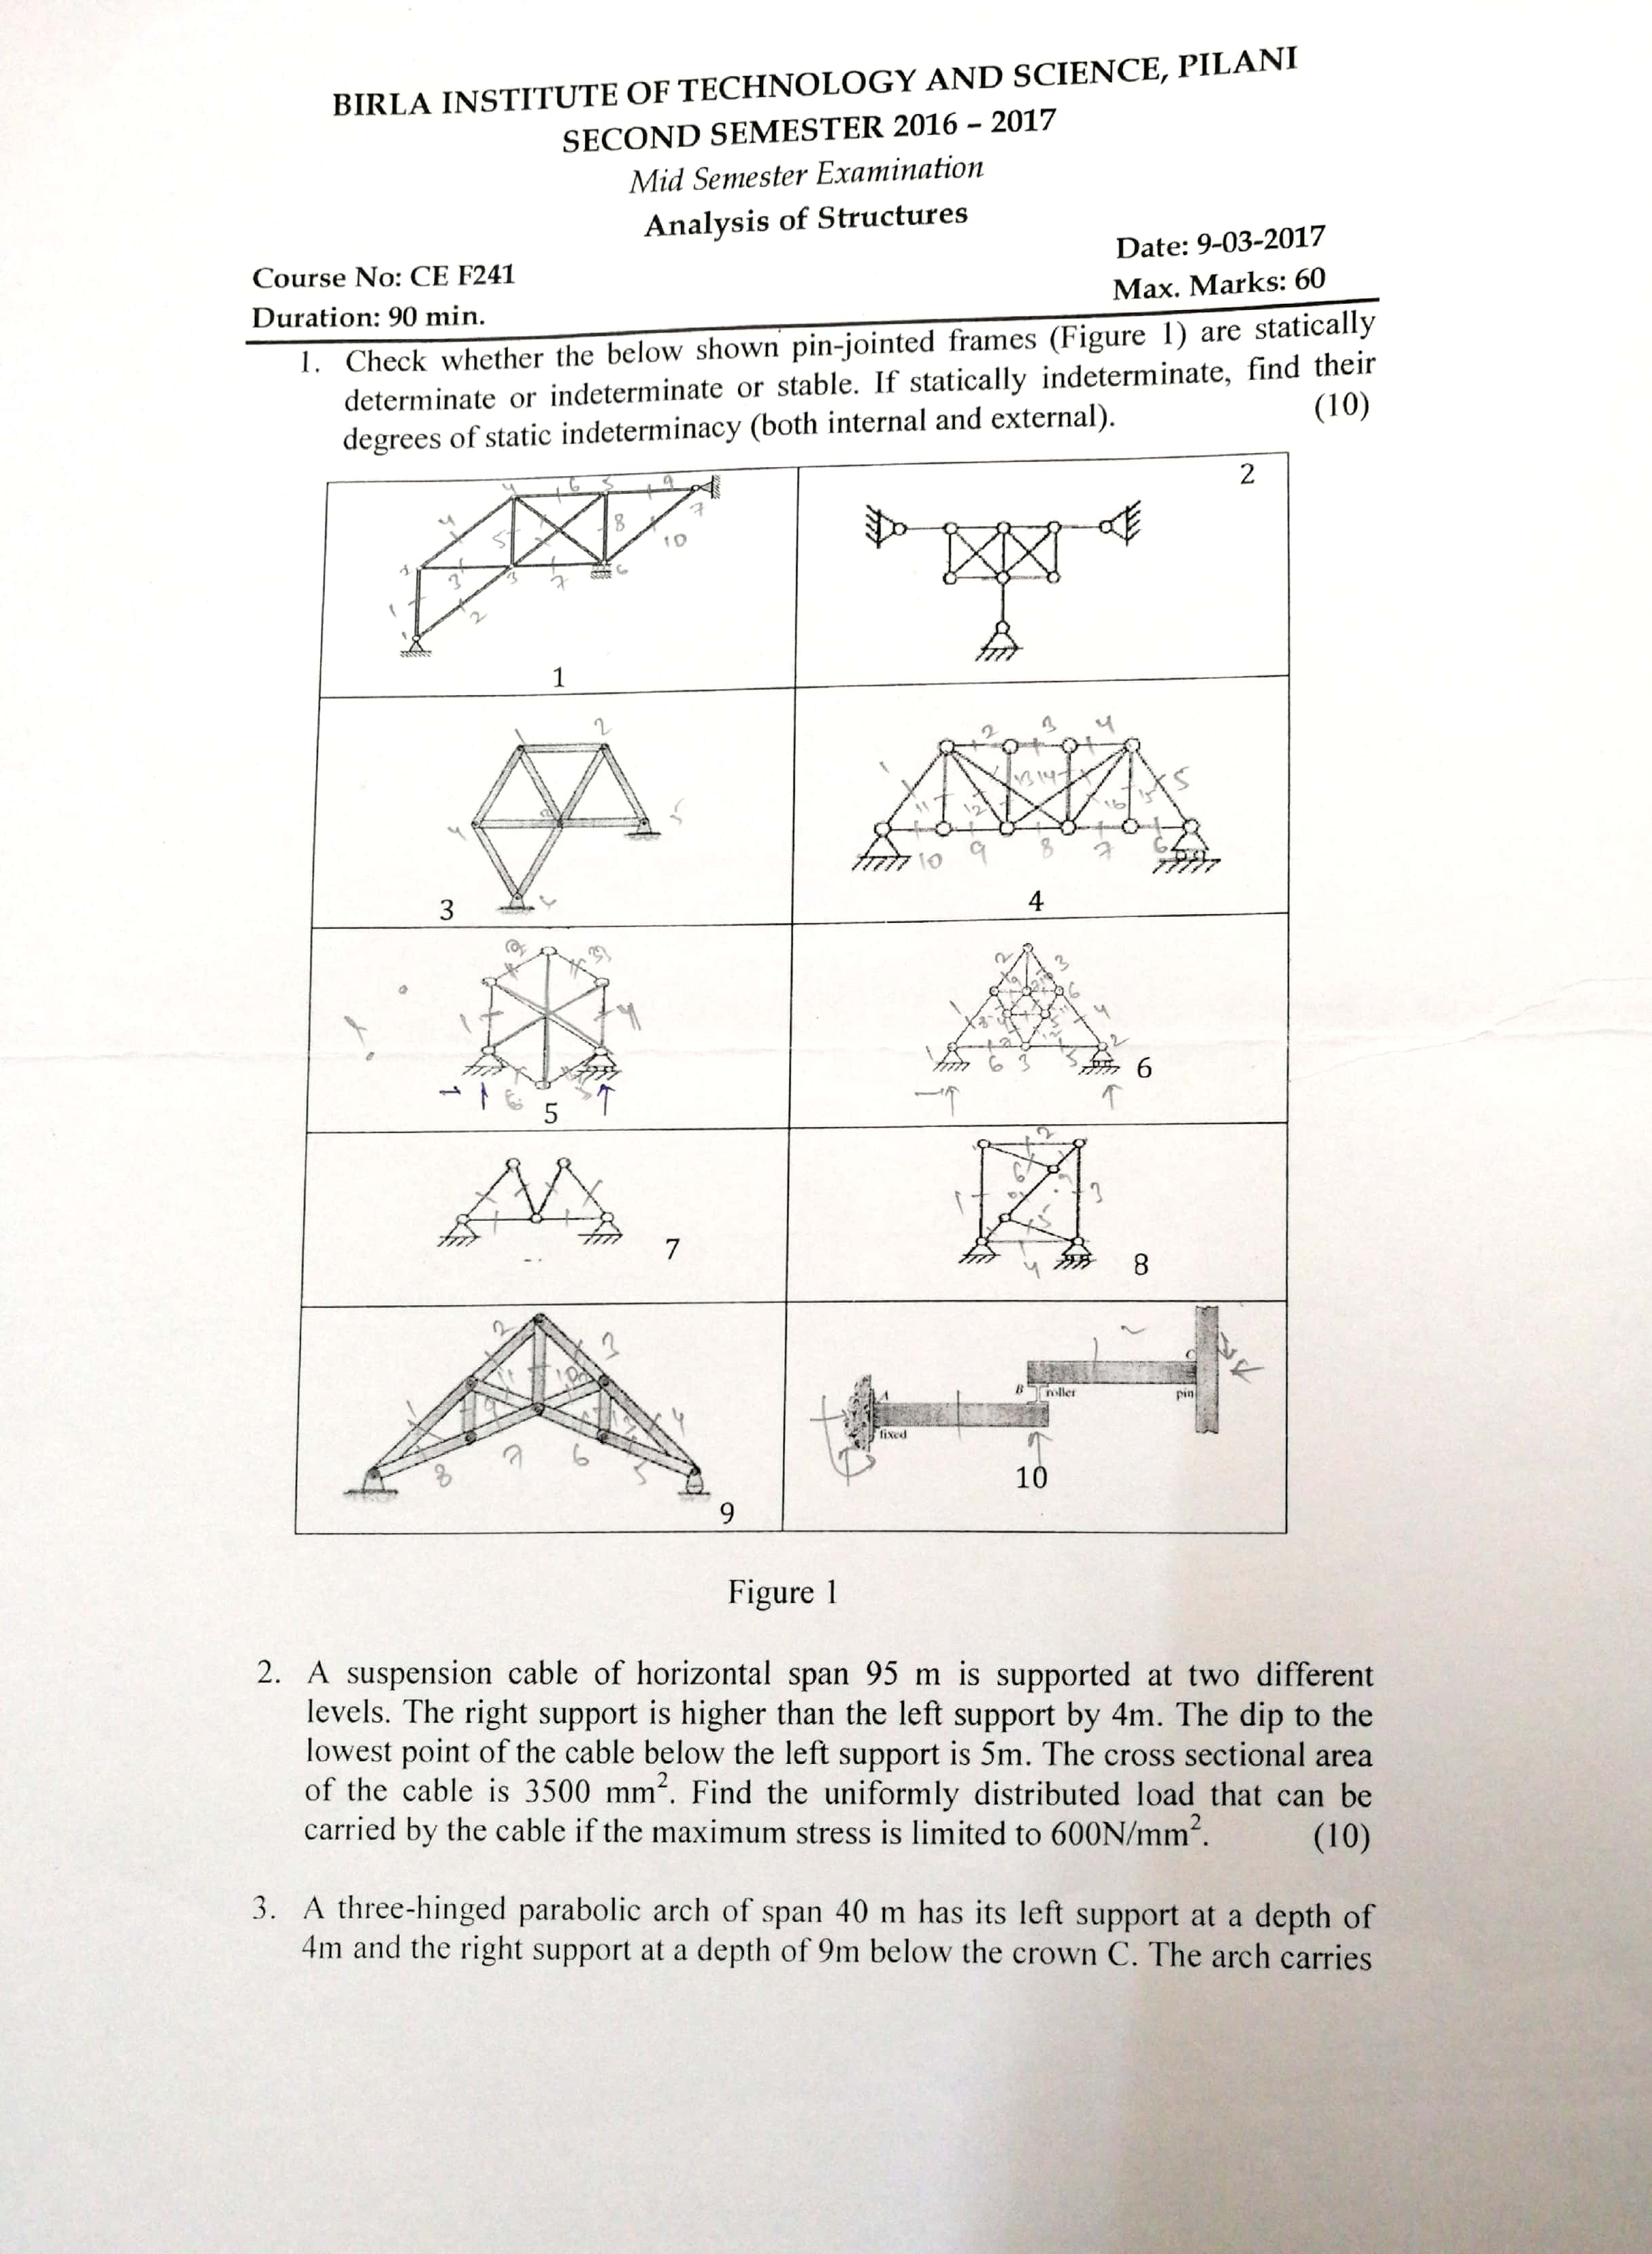 BIRLA INSTITUTE OF TECHNOLOGY AND SCIENCE, PILANI
SECOND SEMESTER 2016 – 2017
Mid Semester Examination
Analysis of Structures
Date: 9-03-2017
Course No: CE F241
Max. Marks: 60
Duration: 90 min.
1. Check whether the below shown pin-jointed frames (Figure 1) are statically
determinate or indeterminate or stable. If statically indeterminate, find their
degrees of static indeterminacy (both internal and external). (10)
1
2
3
4
5
6
7
8
9
A
fixed
B
roller
C
pin
10
Figure 1
2. A suspension cable of horizontal span 95 m is supported at two different
levels. The right support is higher than the left support by 4m. The dip to the
lowest point of the cable below the left support is 5m. The cross sectional area
of the cable is 3500 mm². Find the uniformly distributed load that can be
carried by the cable if the maximum stress is limited to 600N/mm². (10)
3. A three-hinged parabolic arch of span 40 m has its left support at a depth of
4m and the right support at a depth of 9m below the crown C. The arch carries